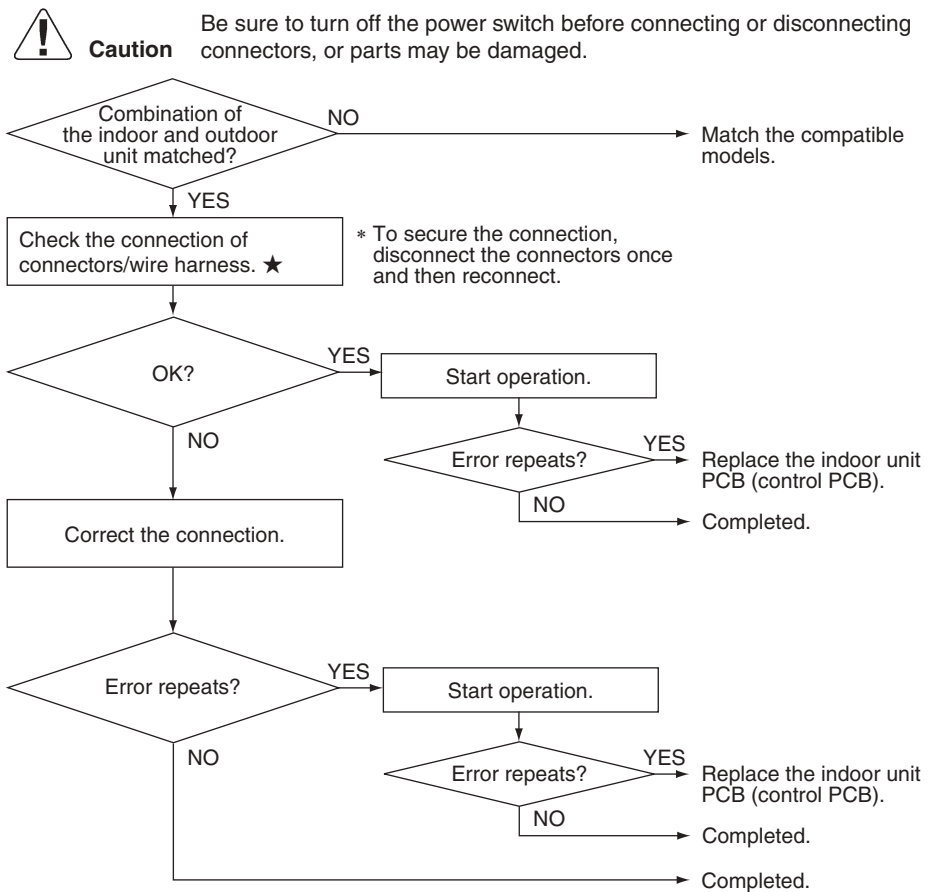 Be sure to turn off the power switch before connecting or disconnecting
Caution connectors, or parts may be damaged.
Combination of
the indoor and outdoor
unit matched?
NO
Match the compatible
models.
YES
Check the connection of
connectors/wire harness. ★
* To secure the connection,
disconnect the connectors once
and then reconnect.
OK?
YES
Start operation.
Error repeats?
YES
Replace the indoor unit
PCB (control PCB).
NO
Completed.
NO
Correct the connection.
Error repeats?
YES
Start operation.
Error repeats?
YES
Replace the indoor unit
PCB (control PCB).
NO
Completed.
NO
Completed.